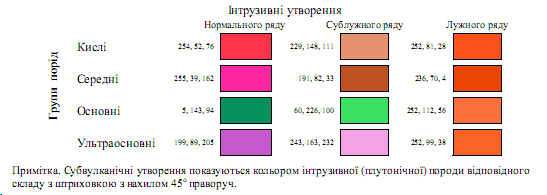 Інтрузивні утворення
Нормального ряду Сублужного ряду Лужного ряду
Групи порід
Кислі 254, 52, 76 229, 148, 111 252, 81, 28
Середні 255, 39, 162 191, 82, 33 236, 70, 4
Основні 5, 143, 94 60, 226, 100 252, 112, 56
Ультраосновні 199, 89, 205 243, 163, 232 252, 99, 38
Примітка. Субвулканічні утворення показуються кольором інтрузивної (плутонічної) породи відповідного
складу з штриховкою з нахилом 45° праворуч.